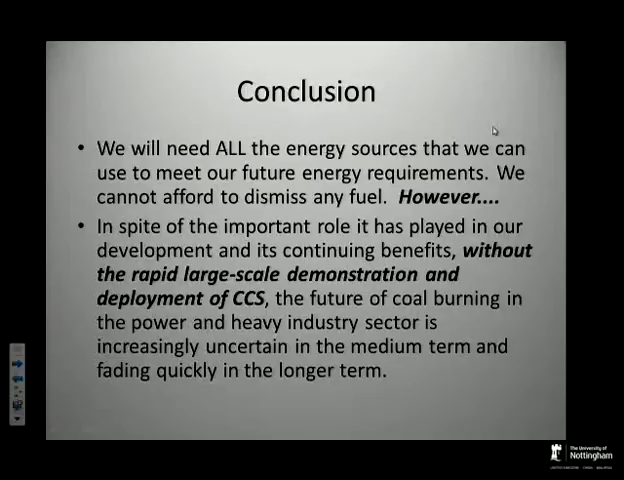 Conclusion
• We will need ALL the energy sources that we can
use to meet our future energy requirements. We
cannot afford to dismiss any fuel. However....
• In spite of the important role it has played in our
development and its continuing benefits, without
the rapid large-scale demonstration and
deployment of CCS, the future of coal burning in
the power and heavy industry sector is
increasingly uncertain in the medium term and
fading quickly in the longer term.
The University of
Nottingham
UNITED KINGDOM · CHINA · MALAYSIA